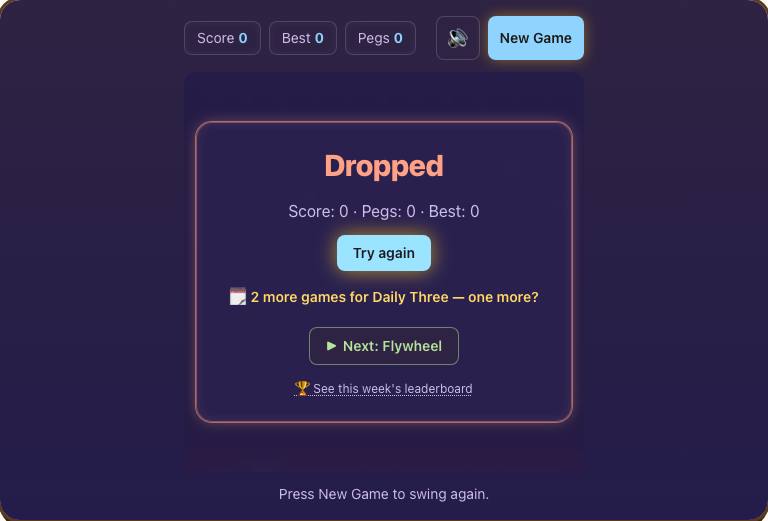 Score 0 Best 0 Pegs 0 New Game
Dropped
Score: 0 · Pegs: 0 · Best: 0
Try again
2 more games for Daily Three — one more?
Next: Flywheel
See this week's leaderboard
Press New Game to swing again.